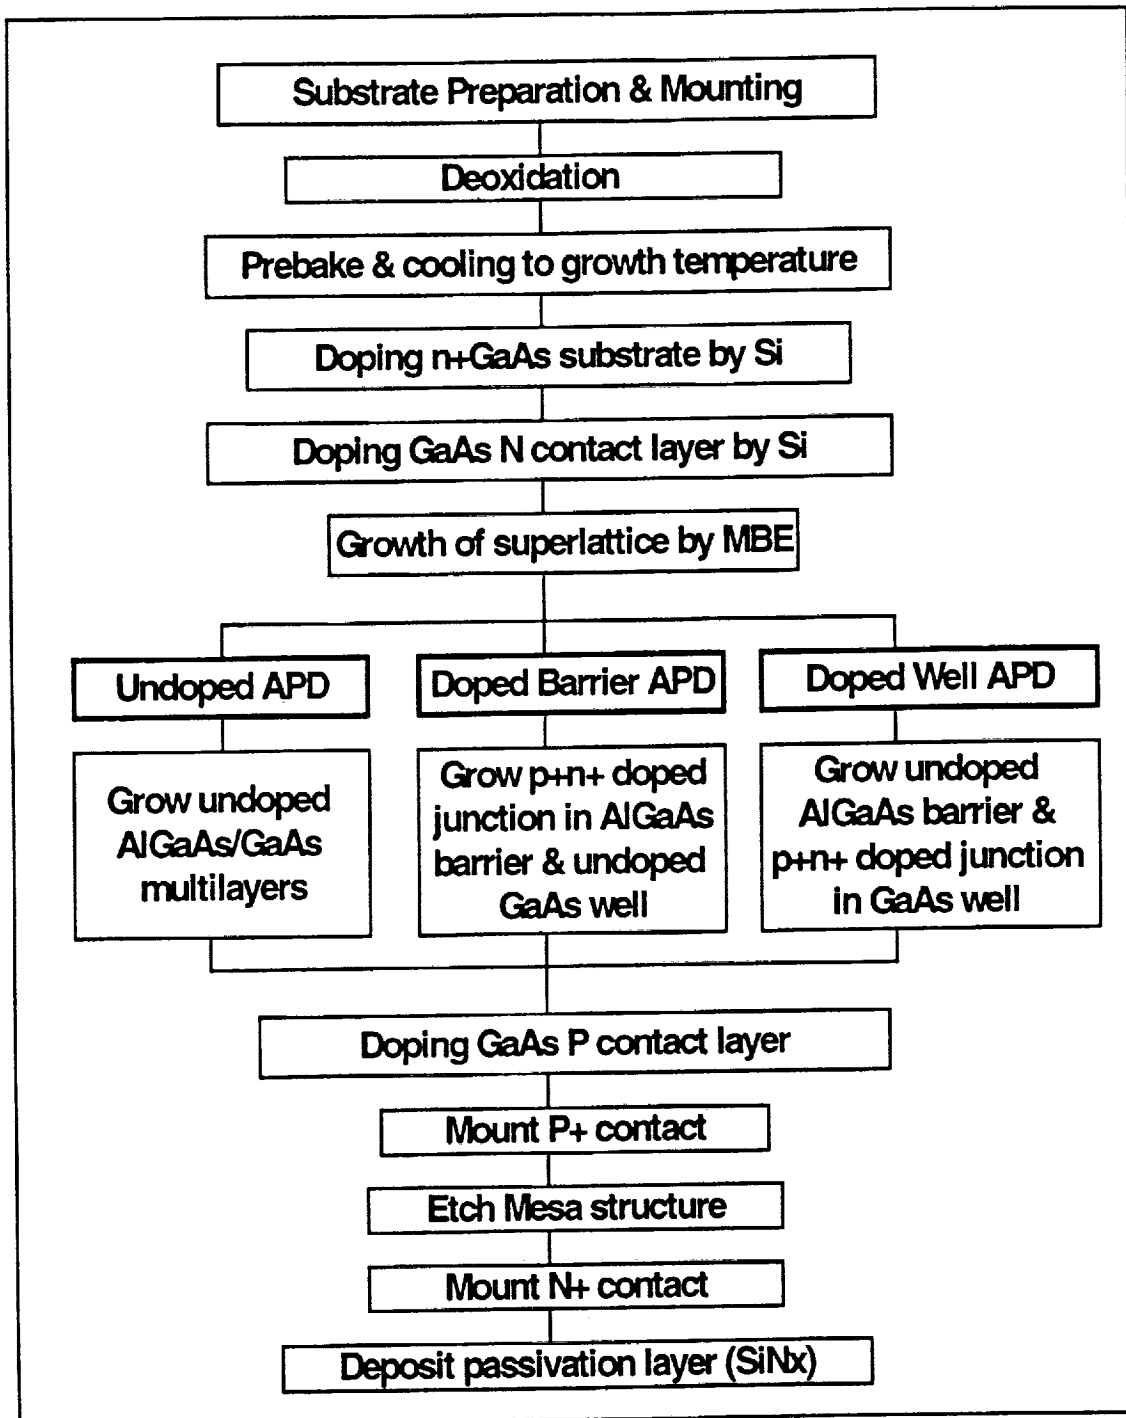 Substrate Preparation & Mounting
Deoxidation
Prebake & cooling to growth temperature
Doping n+GaAs substrate by Si
Doping GaAs N contact layer by Si
Growth of superlattice by MBE
Undoped APD
Doped Barrier APD
Doped Well APD
Grow undoped
AlGaAs/GaAs
multilayers
Grow p+n+ doped
junction in AlGaAs
barrier & undoped
GaAs well
Grow undoped
AlGaAs barrier &
p+n+ doped junction
in GaAs well
Doping GaAs P contact layer
Mount P+ contact
Etch Mesa structure
Mount N+ contact
Deposit passivation layer (SiNx)